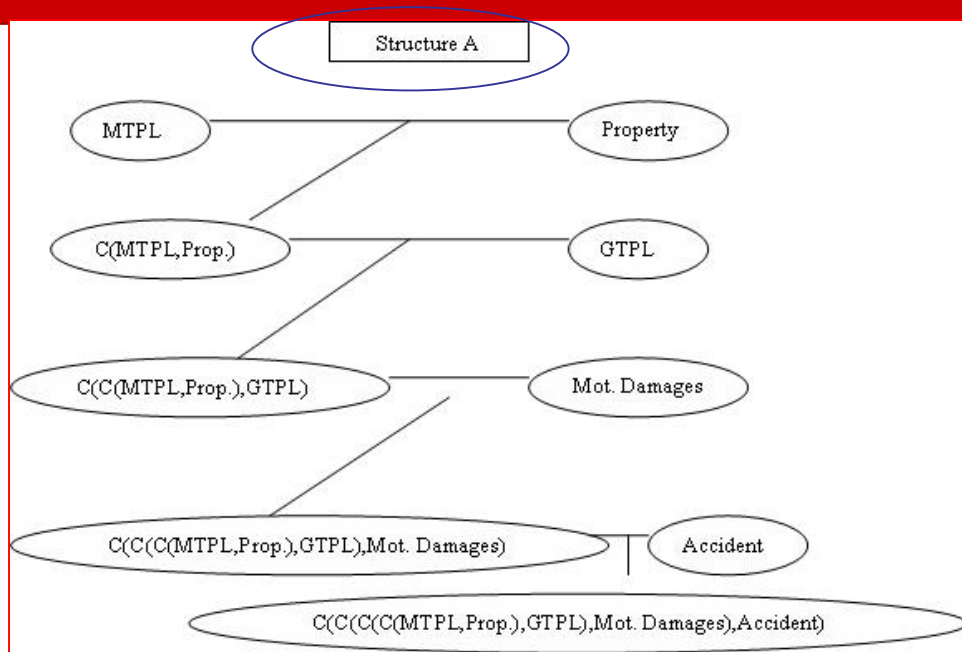 Structure A
MTPL
Property
C(MTPL,Prop.)
GTPL
C(C(MTPL,Prop.),GTPL)
Mot. Damages
C(C(C(MTPL,Prop.),GTPL),Mot. Damages)
Accident
C(C(C(C(MTPL,Prop.),GTPL),Mot. Damages),Accident)